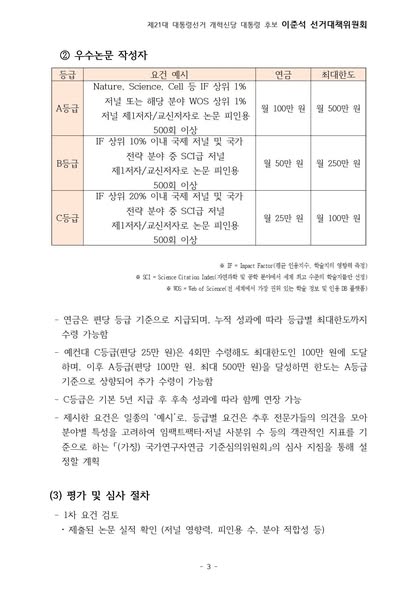 제21대 대통령선거 개혁신당 대통령 후보 이준석 선거대책위원회
② 우수논문 작성자
등급 요건 예시 연금 최대한도
A등급
Nature, Science, Cell 등 IF 상위 1%
저널 또는 해당 분야 WOS 상위 1%
저널 제1저자/교신저자로 논문 피인용
500회 이상
월 100만 원 월 500만 원
B등급
IF 상위 10% 이내 국제 저널 및 국가
전략 분야 중 SCI급 저널
제1저자/교신저자로 논문 피인용
500회 이상
월 50만 원 월 250만 원
C등급
IF 상위 20% 이내 국제 저널 및 국가
전략 분야 중 SCI급 저널
제1저자/교신저자로 논문 피인용
500회 이상
월 25만 원 월 100만 원
※ IF = Impact Factor(평균 인용지수, 학술지의 영향력 측정)
※ SCI = Science Citation Index(자연과학 및 공학 분야에서 세계 최고 수준의 학술지들만 선정)
※ WOS = Web of Science(전 세계에서 가장 권위 있는 학술 정보 및 인용 DB 플랫폼)
- 연금은 편당 등급 기준으로 지급되며, 누적 성과에 따라 등급별 최대한도까지
수령 가능함
- 예컨대 C등급(편당 25만 원)은 4회만 수령해도 최대한도인 100만 원에 도달
하며, 이후 A등급(편당 100만 원, 최대 500만 원)을 달성하면 한도는 A등급
기준으로 상향되어 추가 수령이 가능함
- C등급은 기본 5년 지급 후 후속 성과에 따라 함께 연장 가능
- 제시한 요건은 일종의 '예시'로, 등급별 요건은 추후 전문가들의 의견을 모아
분야별 특성을 고려하여 임팩트팩터·저널 사분위 수 등의 객관적인 지표를 기
준으로 하는 「(가칭) 국가연구자연금 기준심의위원회」의 심사 지침을 통해 설
정할 계획
(3) 평가 및 심사 절차
- 1차 요건 검토
· 제출된 논문 실적 확인 (저널 영향력, 피인용 수, 분야 적합성 등)
- 3 -